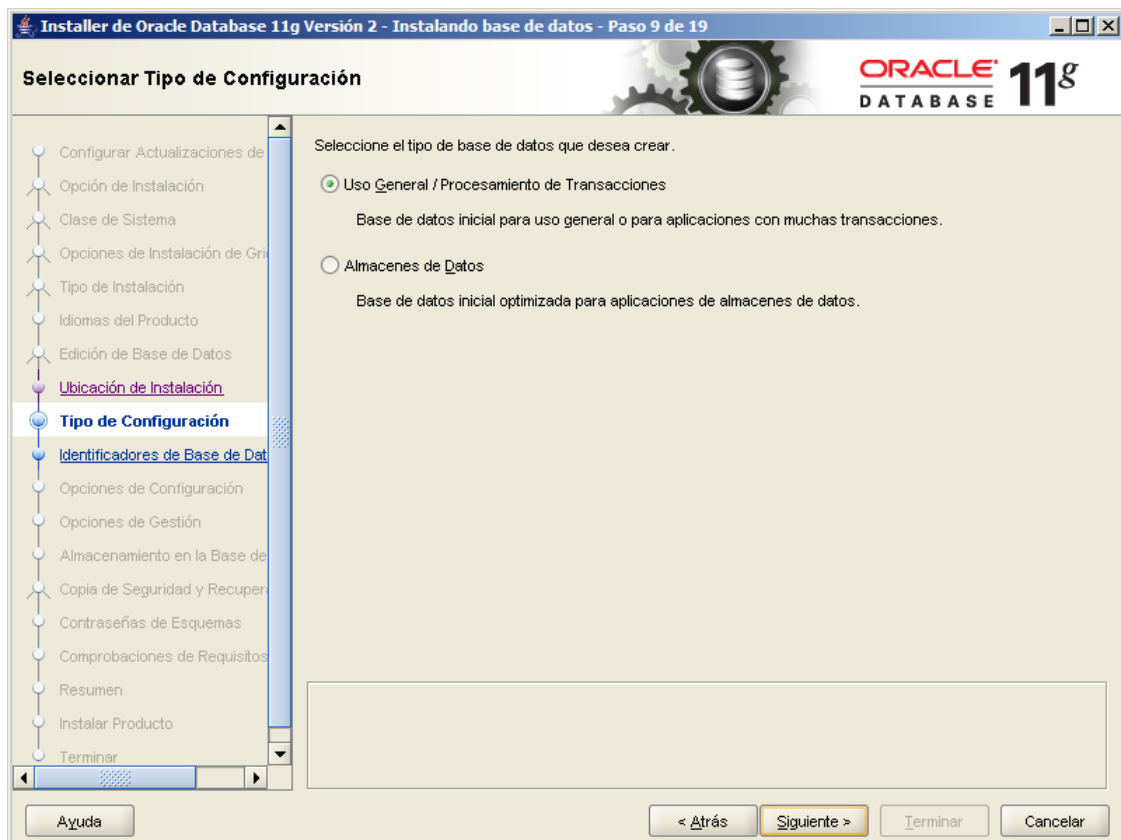 Installer de Oracle Database 11g Versión 2 - Instalando base de datos - Paso 9 de 19
Seleccionar Tipo de Configuración
ORACLE
DATABASE
11g
Configurar Actualizaciones de
Opción de Instalación
Clase de Sistema
Opciones de Instalación de Gri
Tipo de Instalación
Idiomas del Producto
Edición de Base de Datos
Ubicación de Instalación
Tipo de Configuración
Identificadores de Base de Dat
Opciones de Configuración
Opciones de Gestión
Almacenamiento en la Base de
Copia de Seguridad y Recuper
Contraseñas de Esquemas
Comprobaciones de Requisitos
Resumen
Instalar Producto
Terminar
Seleccione el tipo de base de datos que desea crear.
Uso General / Procesamiento de Transacciones
Base de datos inicial para uso general o para aplicaciones con muchas transacciones.
Almacenes de Datos
Base de datos inicial optimizada para aplicaciones de almacenes de datos.
Ayuda
< Atrás
Siguiente >
Terminar
Cancelar